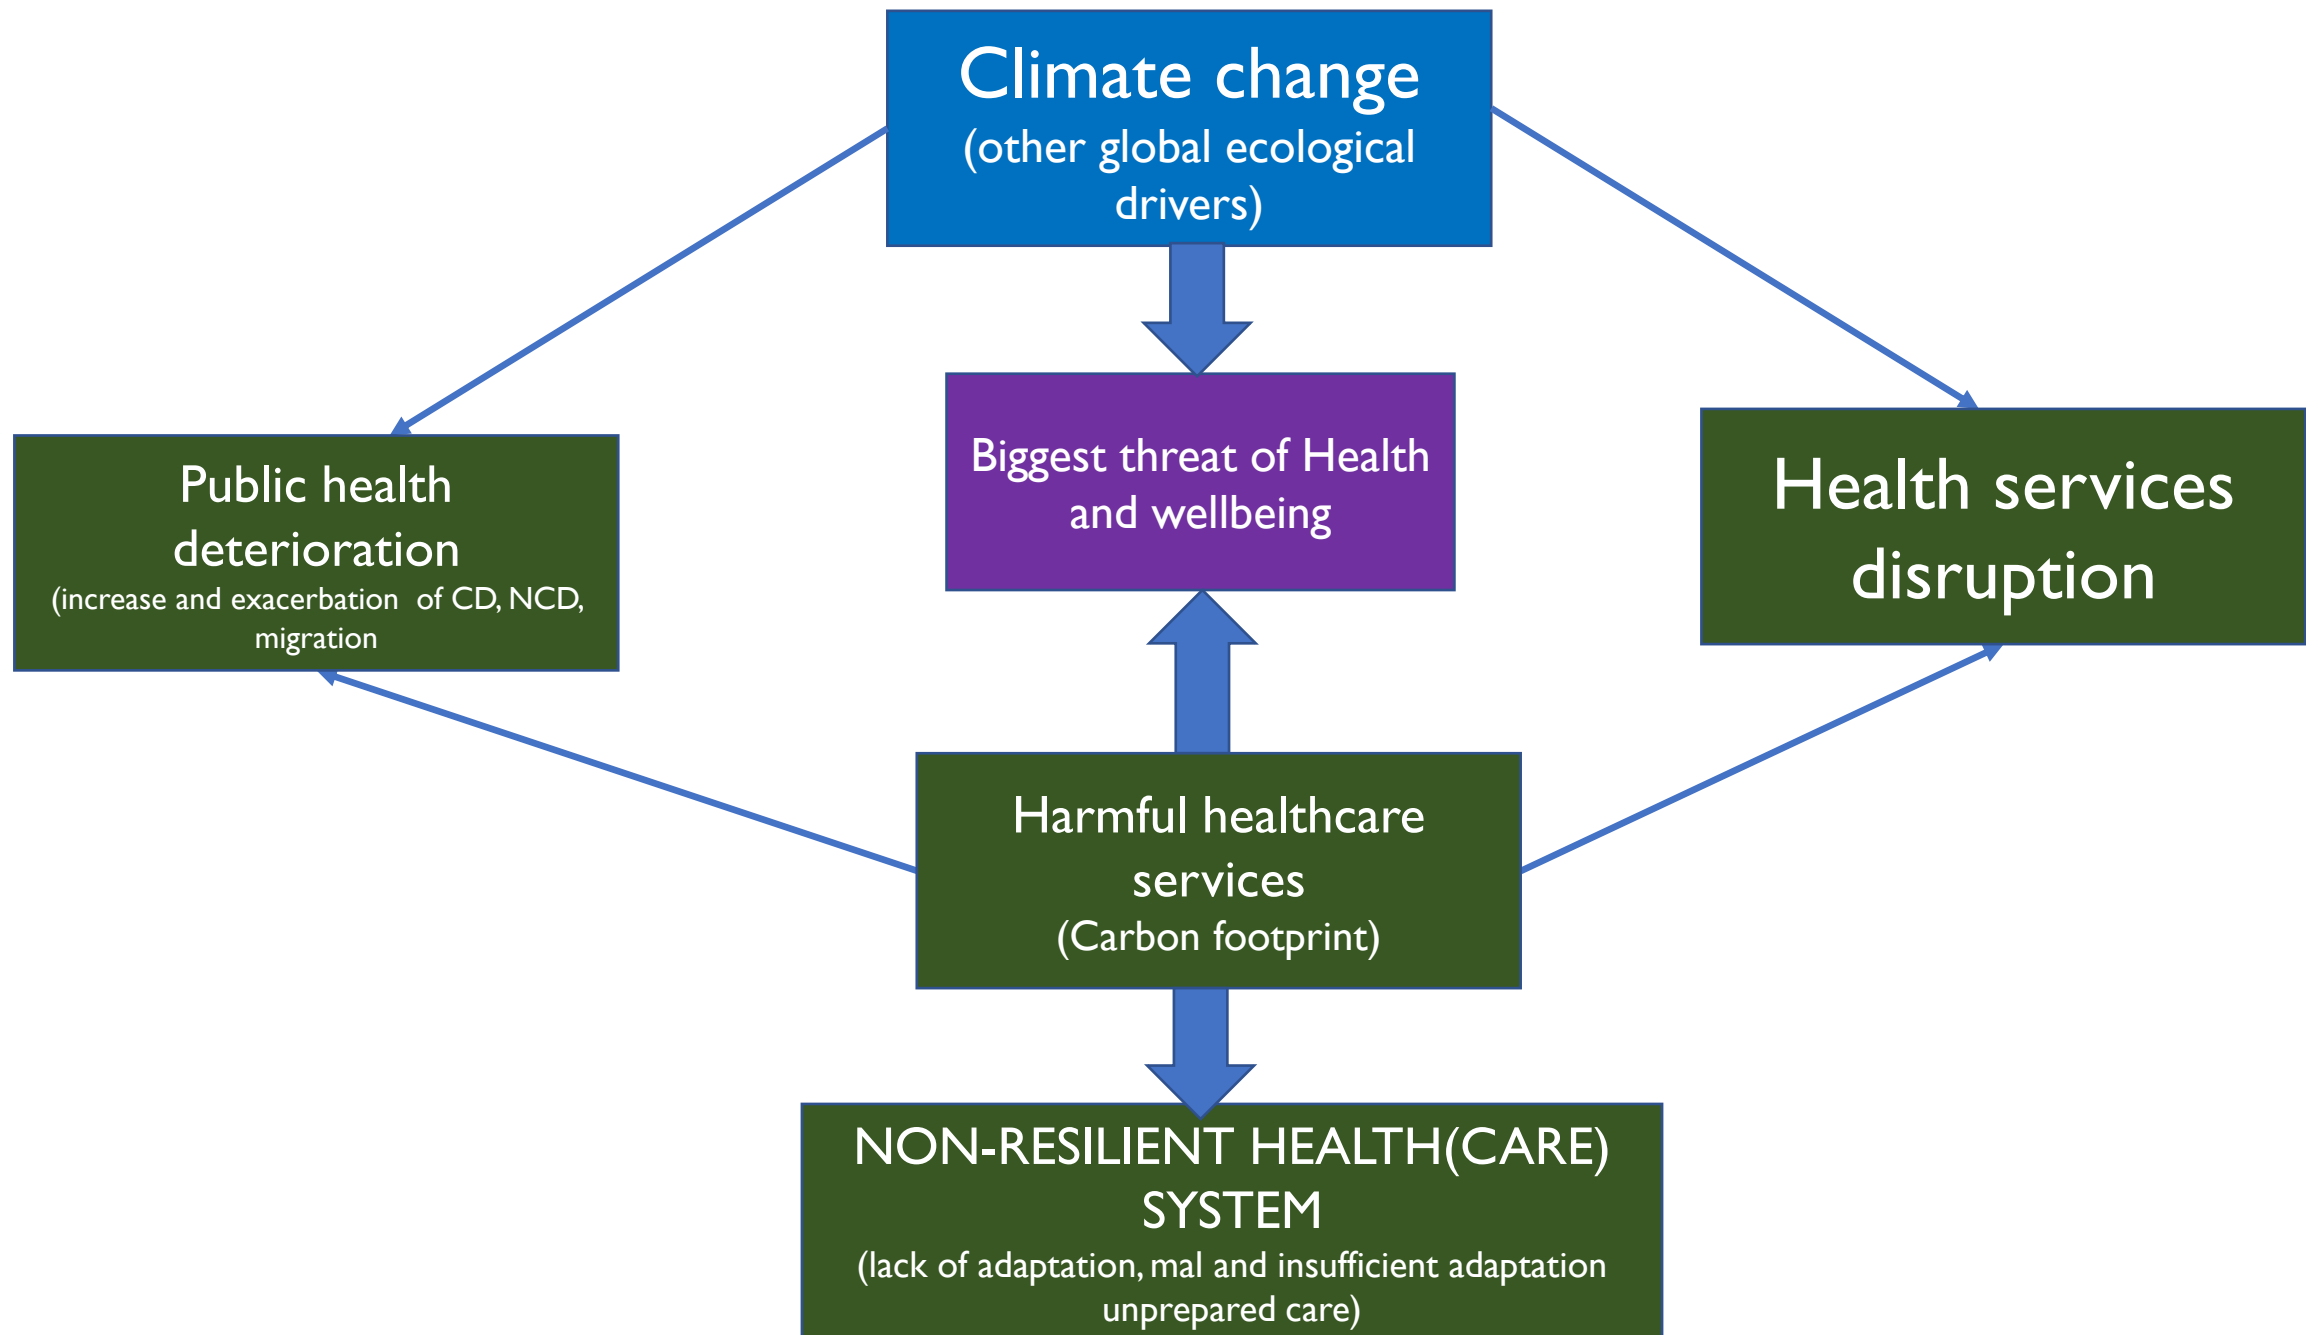 Climate change
(other global ecological
drivers)
Biggest threat of Health
and wellbeing
Public health
deterioration
(increase and exacerbation  of CD, NCD,
migration
Health services
disruption
Harmful healthcare
services
(Carbon footprint)
NON-RESILIENT HEALTH(CARE)
SYSTEM
(lack of adaptation, mal and insufficient adaptation
unprepared care)